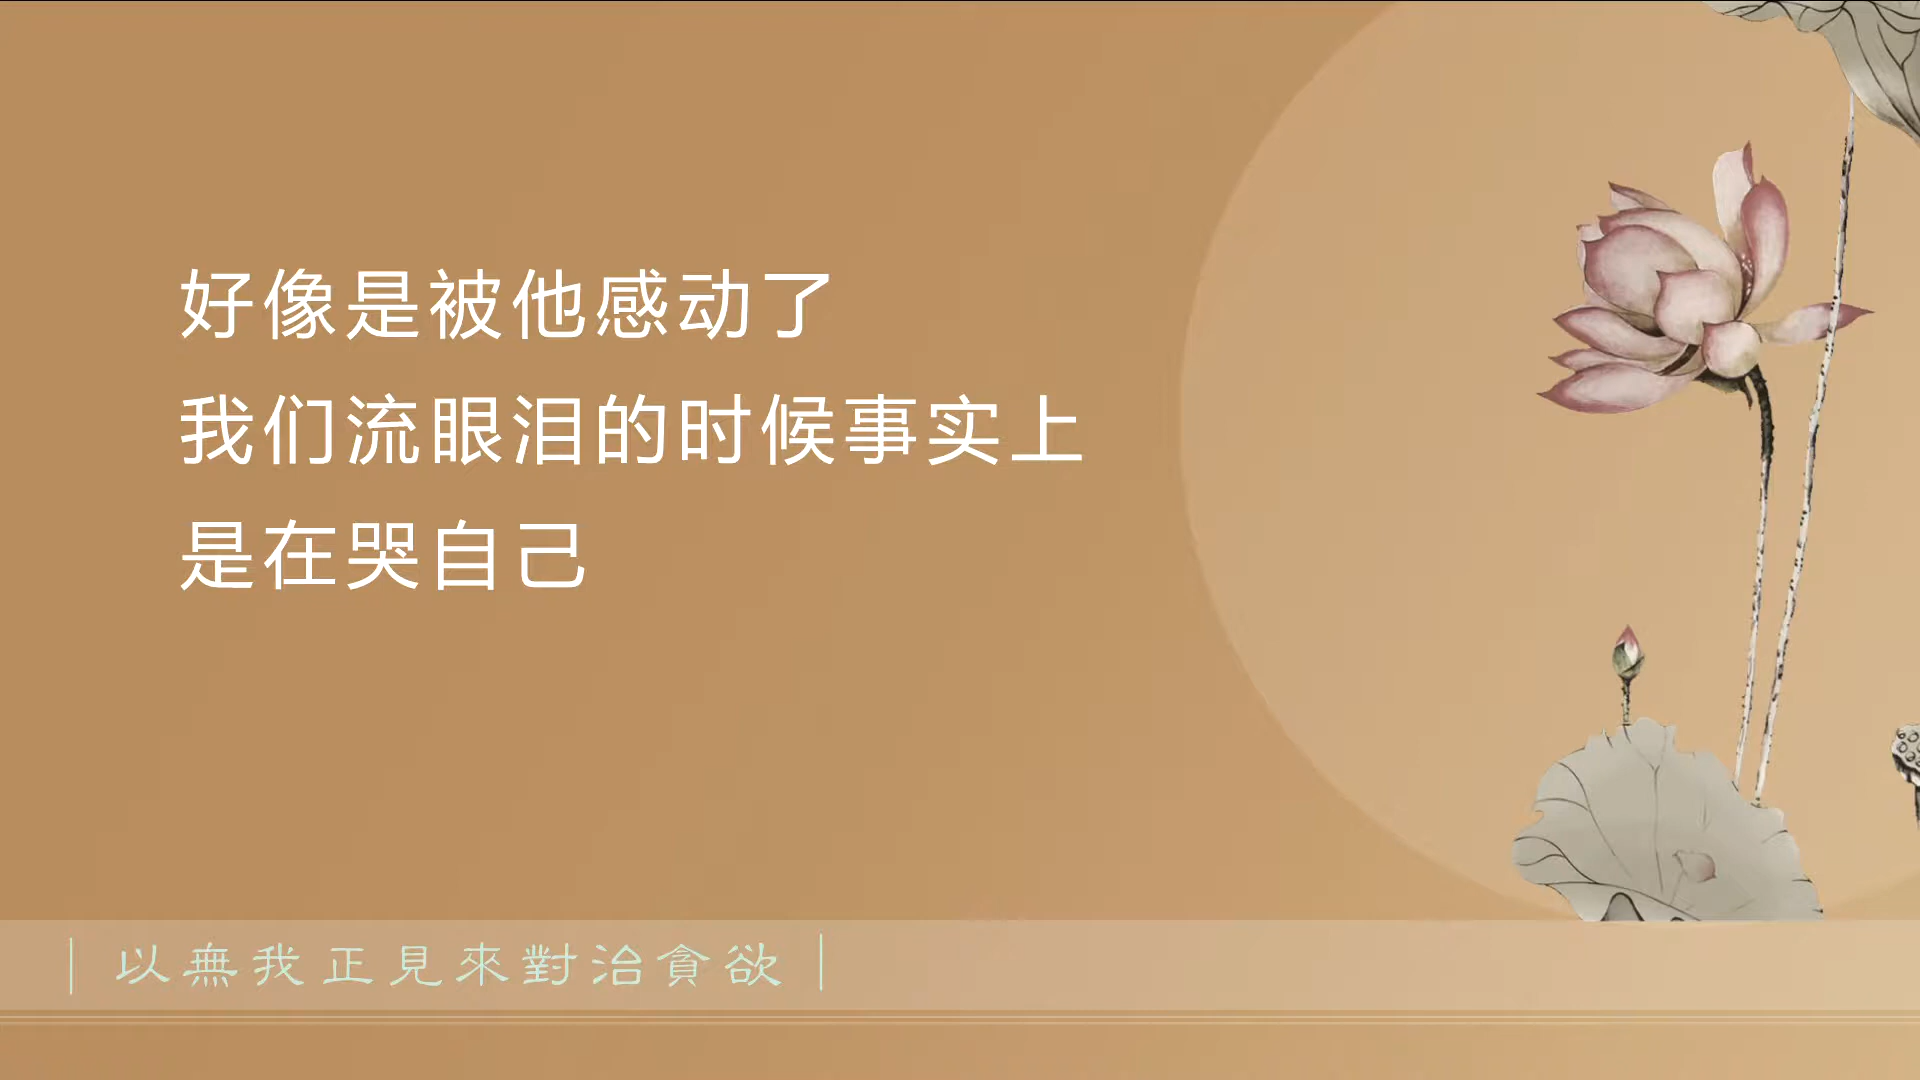 好像是被他感动了
我们流眼泪的时候事实上
是在哭自己
以無我正見來對治貪欲